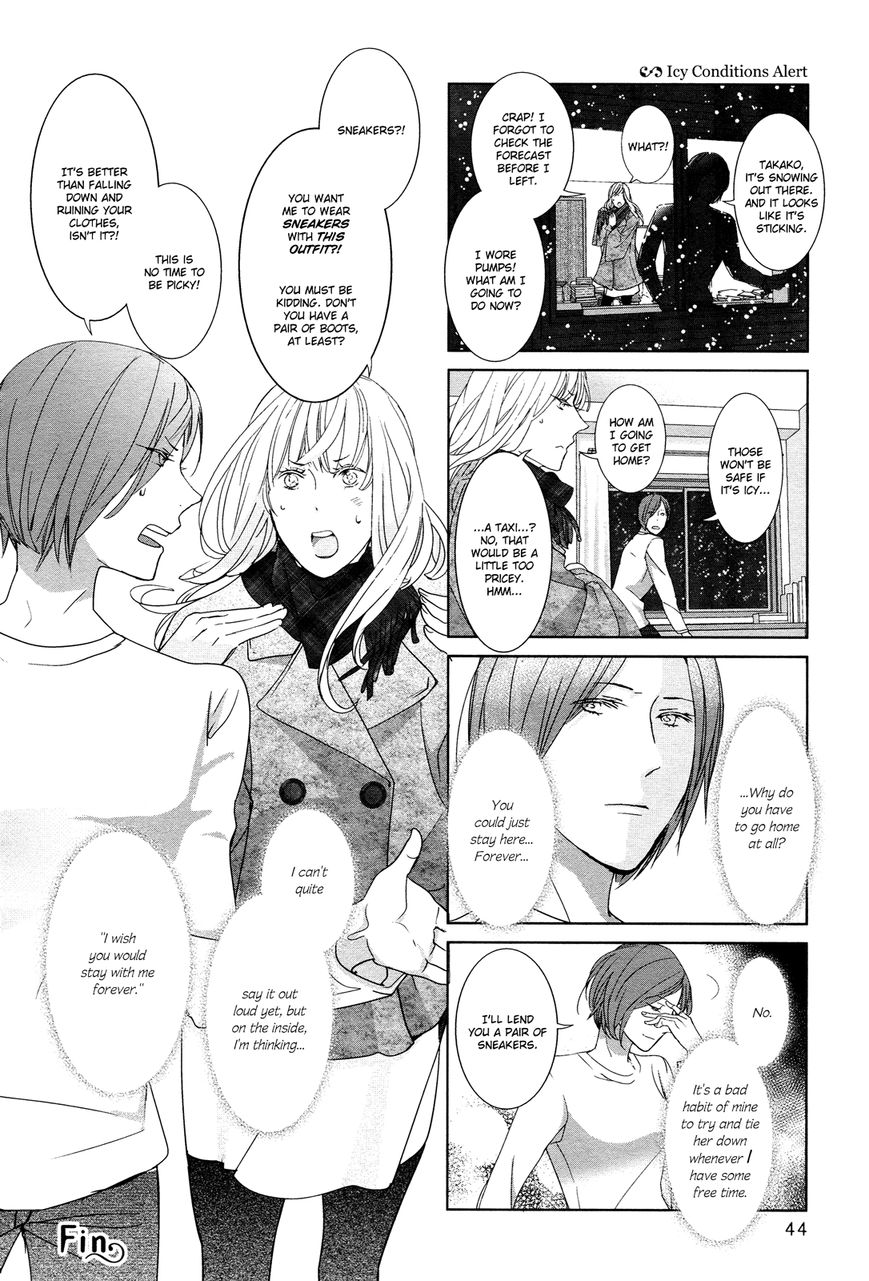 Icy Conditions Alert
TAKAKO,
IT'S SNOWING
OUT THERE.
AND IT LOOKS
LIKE IT'S
STICKING.
WHAT?!
CRAP! I
FORGOT TO
CHECK THE
FORECAST
BEFORE I
LEFT.
I WORE
PUMPS!
WHAT AM I
GOING TO
DO NOW?
THOSE
WON'T BE
SAFE IF
IT'S ICY...
HOW AM
I GOING
TO GET
HOME?
...A TAXI...?
NO, THAT
WOULD BE A
LITTLE TOO
PRICEY.
HMM...
...Why do
you have
to go home
at all?
You
could just
stay here...
Forever...
No.
It's a bad
habit of mine
to try and tie
her down
whenever I
have some
free time.
I'LL LEND
YOU A PAIR OF
SNEAKERS.
SNEAKERS?!
YOU WANT
ME TO WEAR
SNEAKERS
WITH THIS
OUTFIT?!
YOU MUST BE
KIDDING. DON'T
YOU HAVE A
PAIR OF BOOTS,
AT LEAST?
IT'S BETTER
THAN FALLING
DOWN AND
RUINING YOUR
CLOTHES,
ISN'T IT?!
THIS IS
NO TIME TO
BE PICKY!
I can't
quite
say it out
loud yet, but
on the inside,
I'm thinking...
"I wish
you would
stay with me
forever."
Fin
44